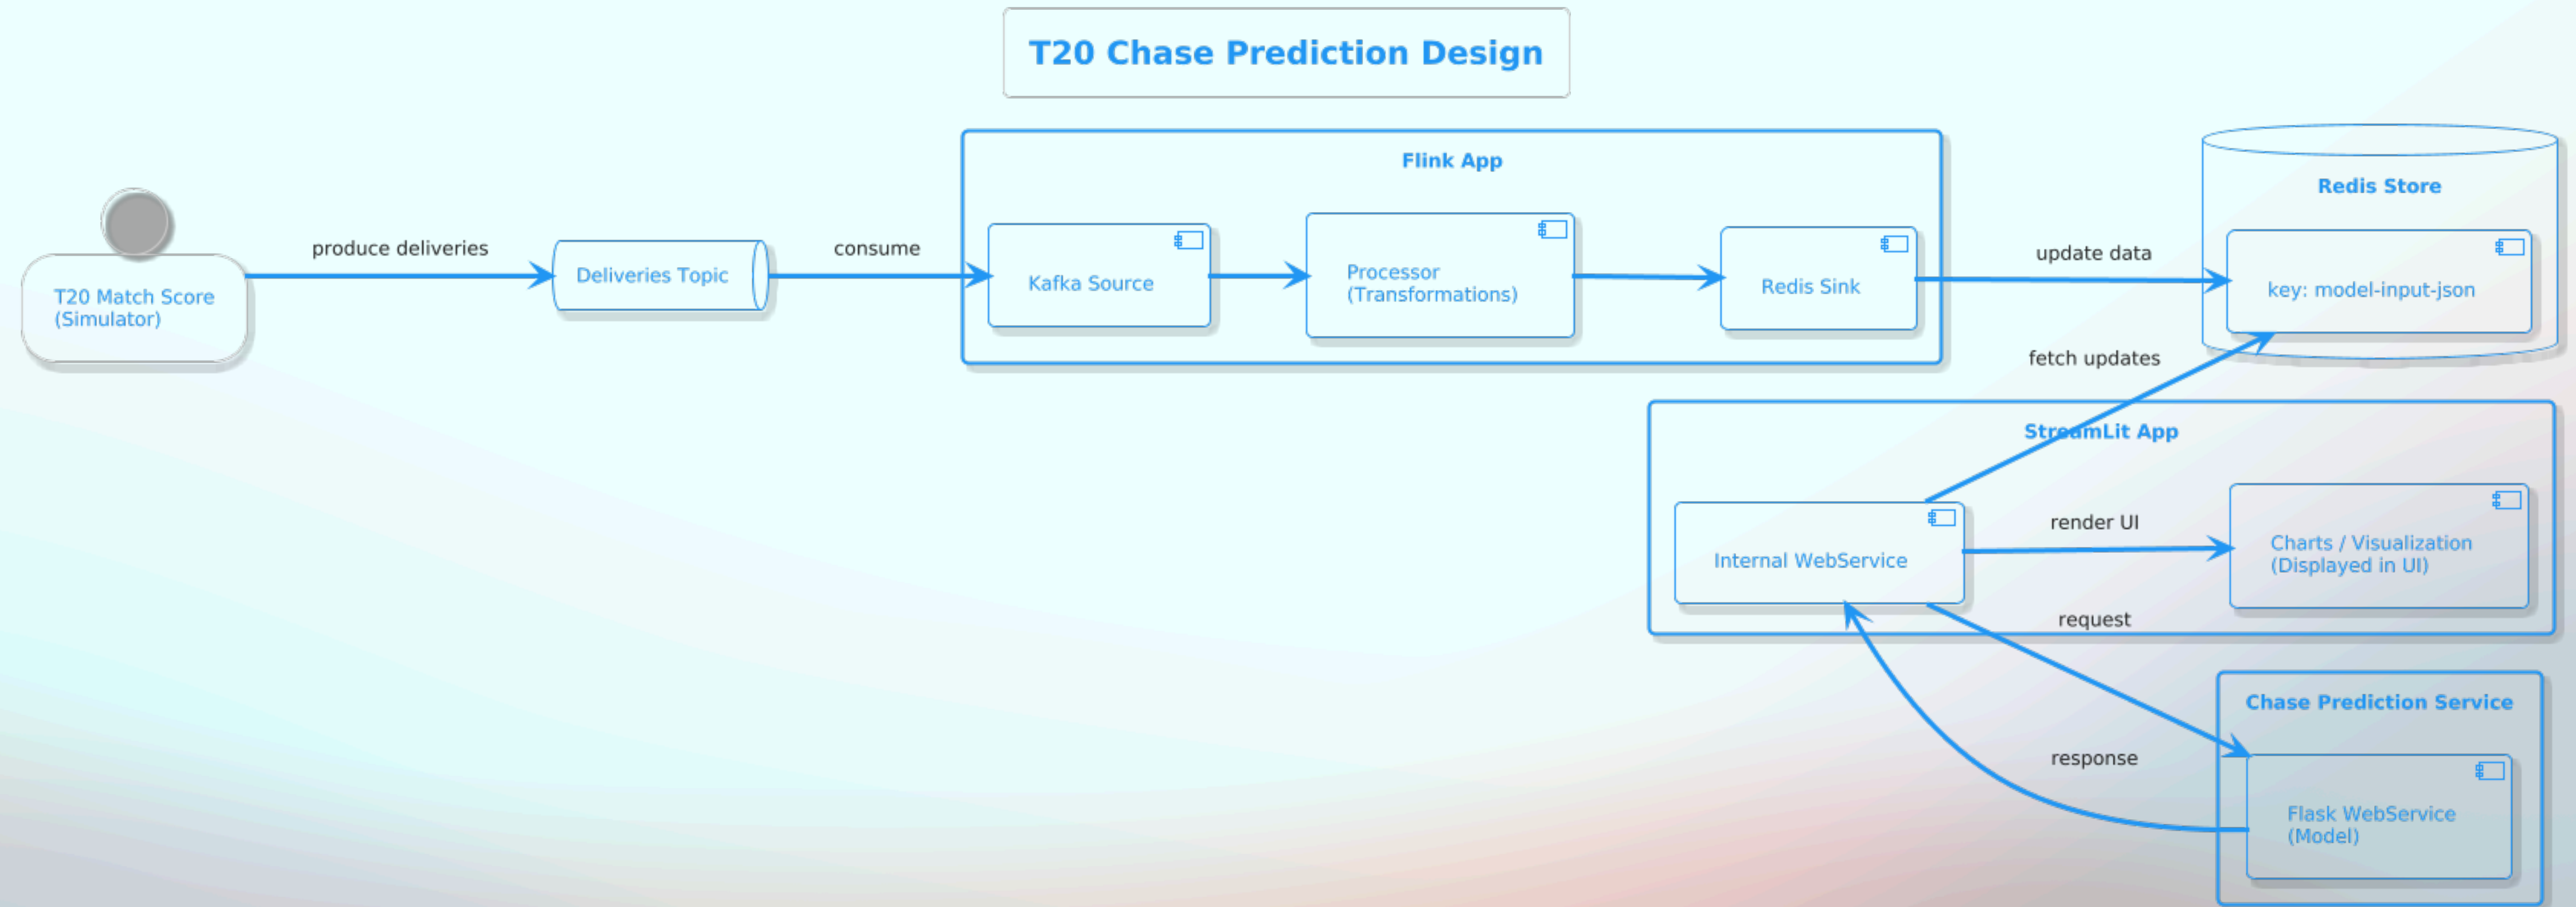 T20 Chase Prediction Design
Flink App
Redis Store
produce deliveries
consume
update data
T20 Match Score
(Simulator)
Deliveries Topic
Kafka Source
Processor
(Transformations)
Redis Sink
key: model-input-json
fetch updates
StreamLit App
render UI
Internal WebService
Charts / Visualization
(Displayed in UI)
request
Chase Prediction Service
response
Flask WebService
(Model)